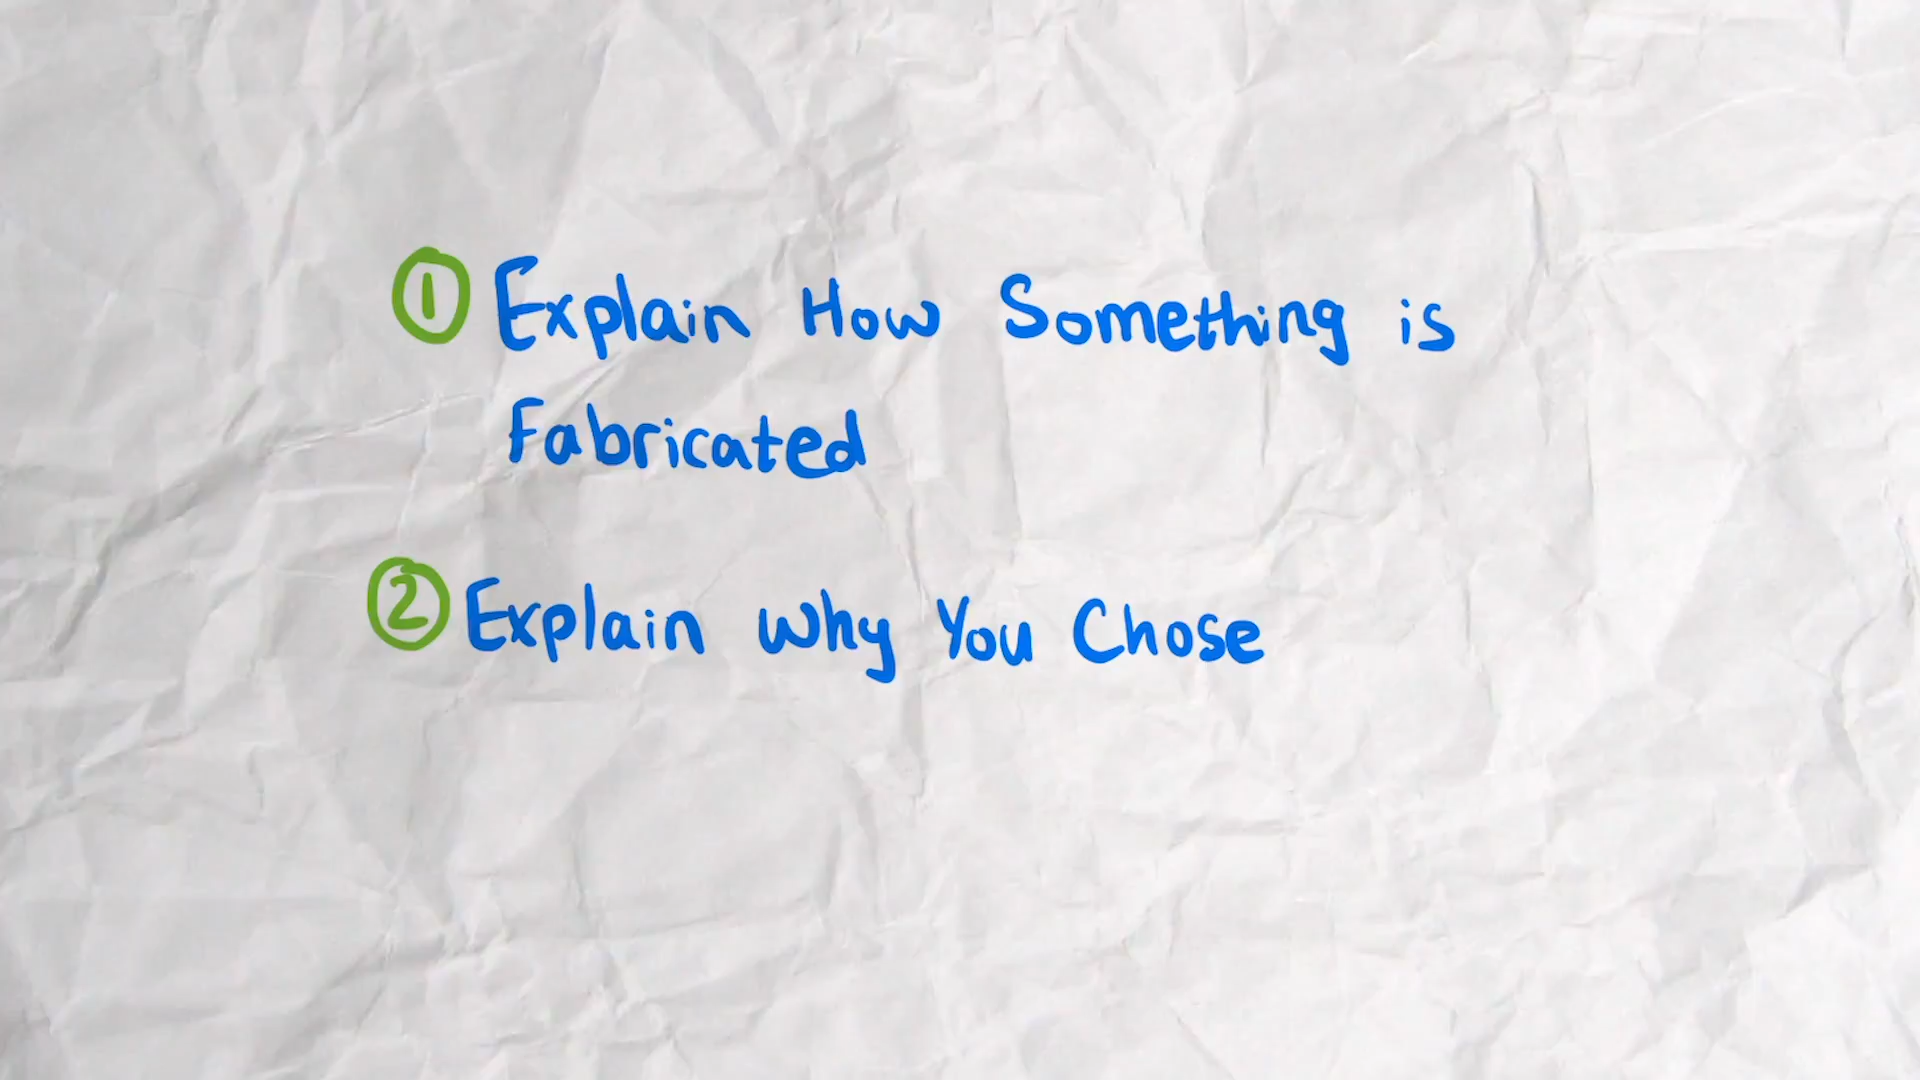 ① Explain How Something is
Fabricated
② Explain why You Chose